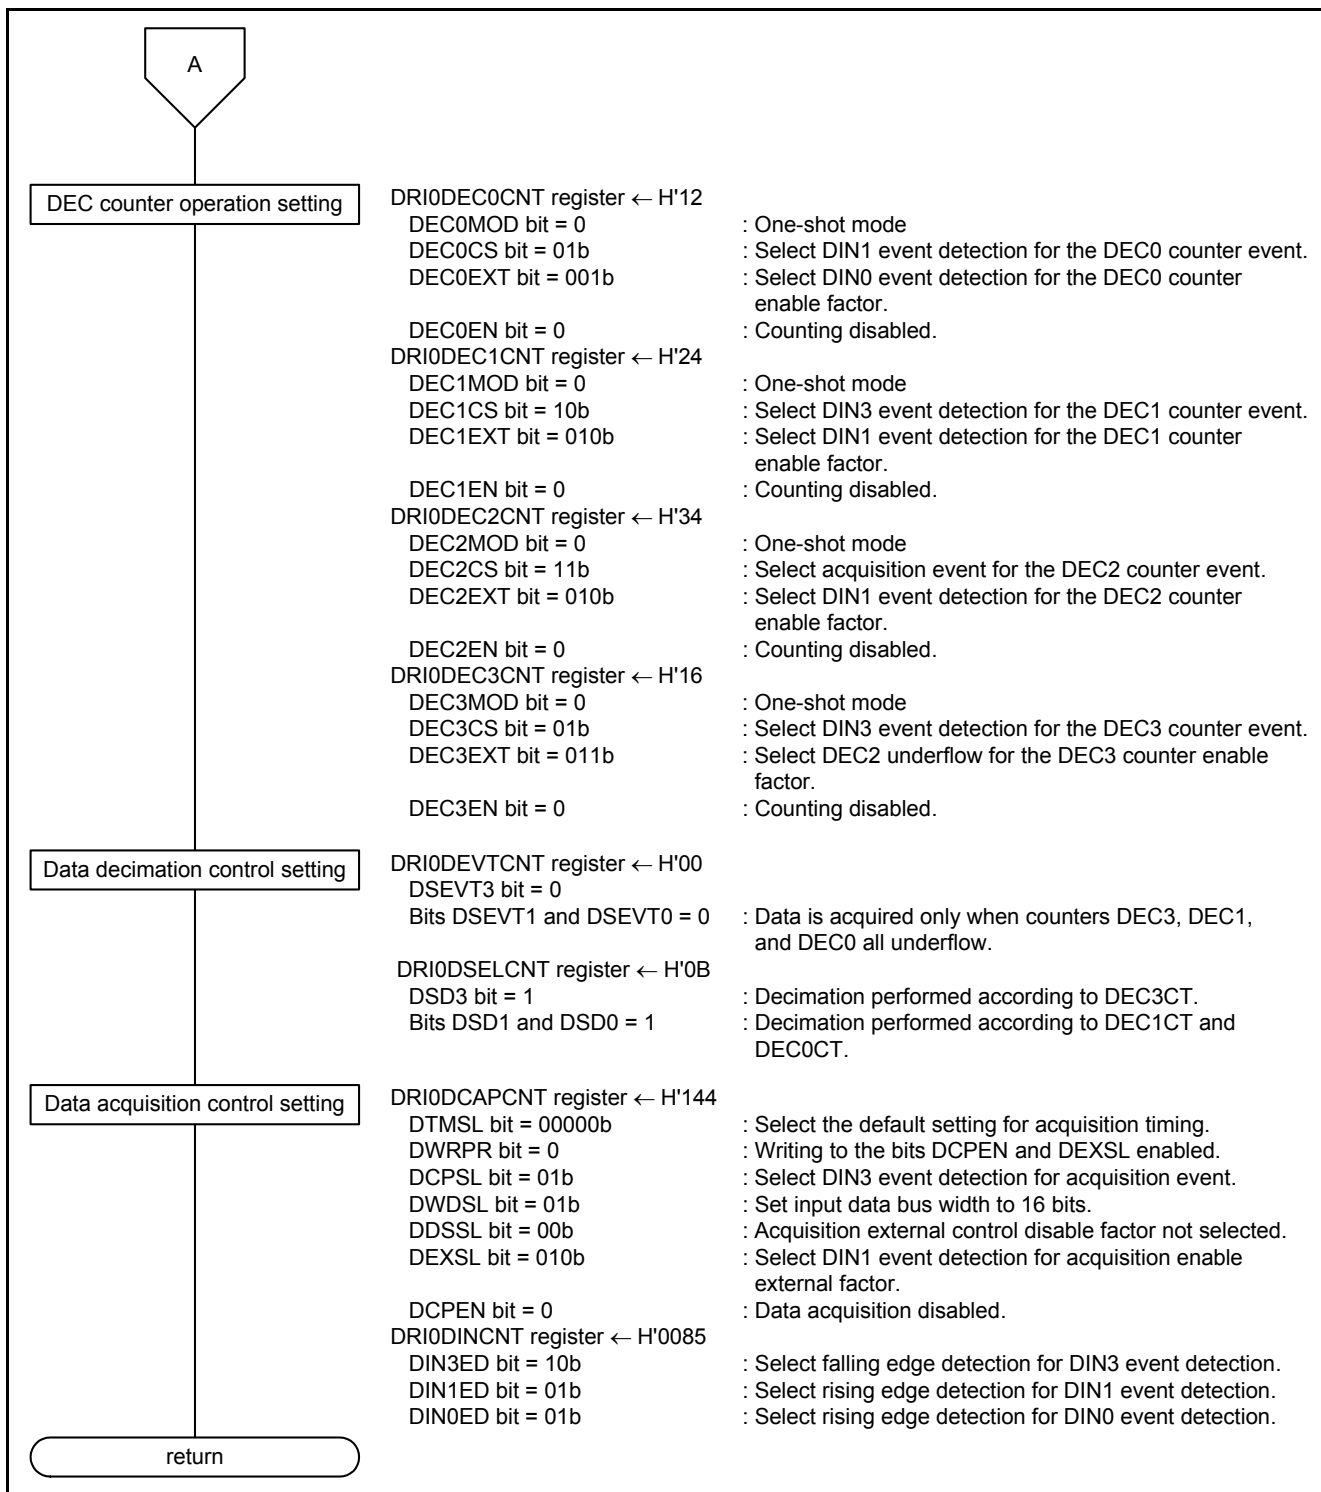 A
DEC counter operation setting
DRI0DEC0CNT register ← H'12
DEC0MOD bit = 0 : One-shot mode
DEC0CS bit = 01b : Select DIN1 event detection for the DEC0 counter event.
DEC0EXT bit = 001b : Select DIN0 event detection for the DEC0 counter
enable factor.
DEC0EN bit = 0 : Counting disabled.
DRI0DEC1CNT register ← H'24
DEC1MOD bit = 0 : One-shot mode
DEC1CS bit = 10b : Select DIN3 event detection for the DEC1 counter event.
DEC1EXT bit = 010b : Select DIN1 event detection for the DEC1 counter
enable factor.
DEC1EN bit = 0 : Counting disabled.
DRI0DEC2CNT register ← H'34
DEC2MOD bit = 0 : One-shot mode
DEC2CS bit = 11b : Select acquisition event for the DEC2 counter event.
DEC2EXT bit = 010b : Select DIN1 event detection for the DEC2 counter
enable factor.
DEC2EN bit = 0 : Counting disabled.
DRI0DEC3CNT register ← H'16
DEC3MOD bit = 0 : One-shot mode
DEC3CS bit = 01b : Select DIN3 event detection for the DEC3 counter event.
DEC3EXT bit = 011b : Select DEC2 underflow for the DEC3 counter enable
factor.
DEC3EN bit = 0 : Counting disabled.
Data decimation control setting
DRI0DEVTCNT register ← H'00
DSEVT3 bit = 0
Bits DSEVT1 and DSEVT0 = 0 : Data is acquired only when counters DEC3, DEC1,
and DEC0 all underflow.
DRI0DSELCNT register ← H'0B
DSD3 bit = 1 : Decimation performed according to DEC3CT.
Bits DSD1 and DSD0 = 1 : Decimation performed according to DEC1CT and
DEC0CT.
Data acquisition control setting
DRI0DCAPCNT register ← H'144
DTMSL bit = 00000b : Select the default setting for acquisition timing.
DWRPR bit = 0 : Writing to the bits DCPEN and DEXSL enabled.
DCPSL bit = 01b : Select DIN3 event detection for acquisition event.
DWDSL bit = 01b : Set input data bus width to 16 bits.
DDSSL bit = 00b : Acquisition external control disable factor not selected.
DEXSL bit = 010b : Select DIN1 event detection for acquisition enable
external factor.
DCPEN bit = 0 : Data acquisition disabled.
DRI0DINCNT register ← H'0085
DIN3ED bit = 10b : Select falling edge detection for DIN3 event detection.
DIN1ED bit = 01b : Select rising edge detection for DIN1 event detection.
DIN0ED bit = 01b : Select rising edge detection for DIN0 event detection.
return